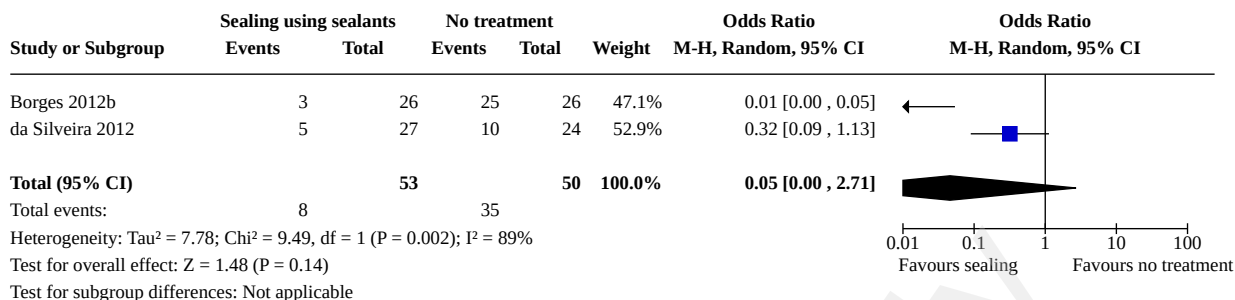 Sealing using sealants No treatment Odds Ratio Odds Ratio
Study or Subgroup Events Total Events Total Weight M-H, Random, 95% CI M-H, Random, 95% CI
Borges 2012b 3 26 25 26 47.1% 0.01 [0.00 , 0.05]
da Silveira 2012 5 27 10 24 52.9% 0.32 [0.09 , 1.13]
Total (95% CI) 53 50 100.0% 0.05 [0.00 , 2.71]
Total events: 8 35
Heterogeneity: Tau² = 7.78; Chi² = 9.49, df = 1 (P = 0.002); I² = 89%
0.01 0.1 1 10 100
Test for overall effect: Z = 1.48 (P = 0.14) Favours sealing Favours no treatment
Test for subgroup differences: Not applicable